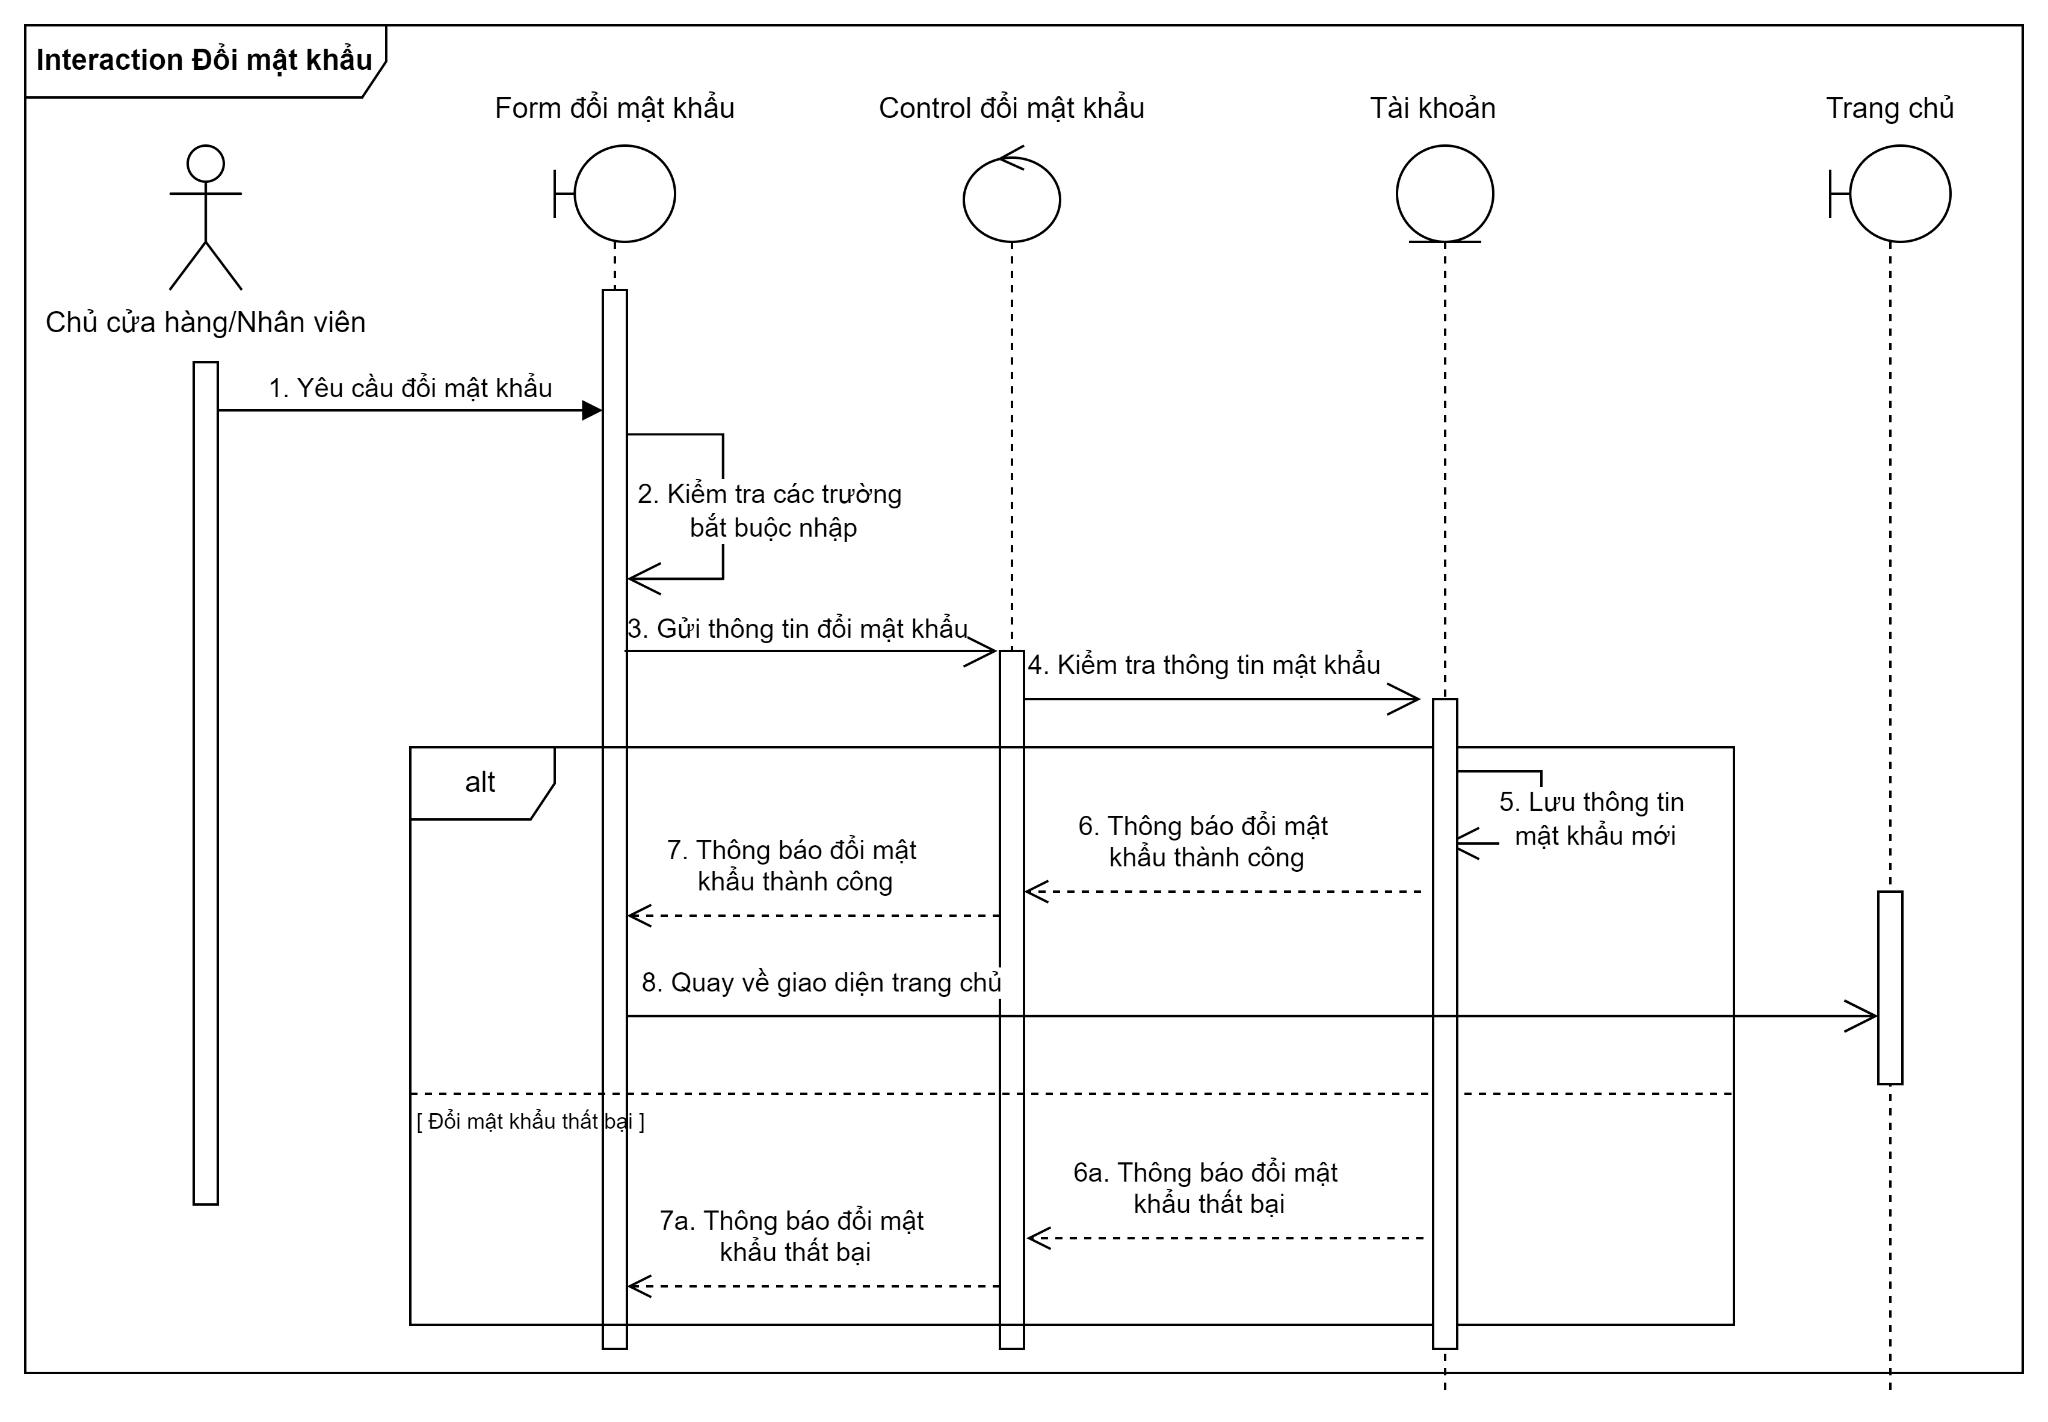 Interaction Đổi mật khẩu
Form đổi mật khẩu
Control đổi mật khẩu
Tài khoản
Trang chủ
Chủ cửa hàng/Nhân viên
1. Yêu cầu đổi mật khẩu
2. Kiểm tra các trường
bắt buộc nhập
3. Gửi thông tin đổi mật khẩu
4. Kiểm tra thông tin mật khẩu
alt
5. Lưu thông tin
mật khẩu mới
6. Thông báo đổi mật
khẩu thành công
7. Thông báo đổi mật
khẩu thành công
8. Quay về giao diện trang chủ
[ Đổi mật khẩu thất bại ]
6a. Thông báo đổi mật
khẩu thất bại
7a. Thông báo đổi mật
khẩu thất bại